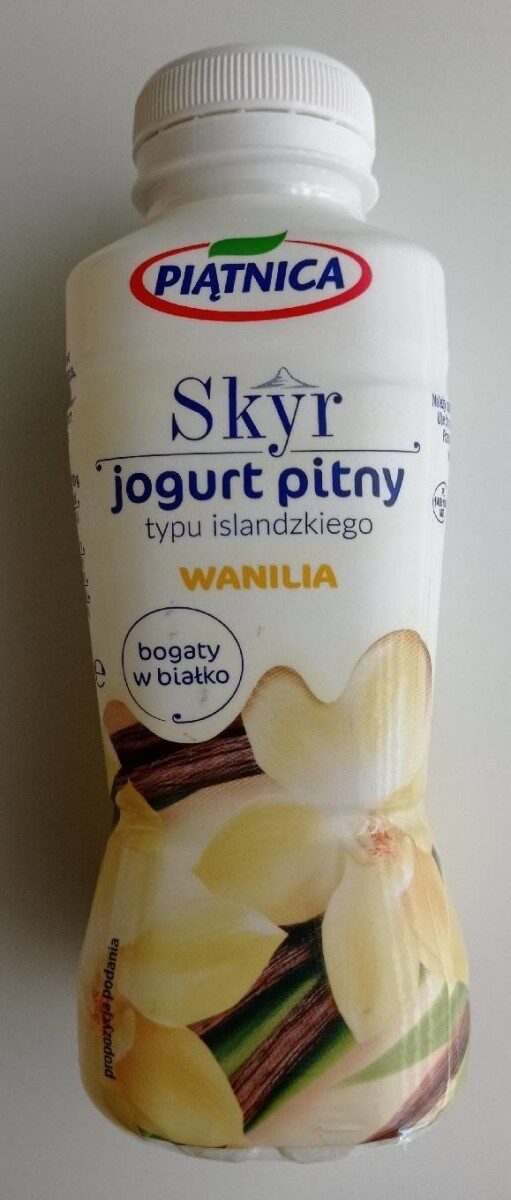 PIĄTNICA
Skyr
jogurt pitny
typu islandzkiego
WANILIA
bogaty
w białko
e
propozycja podania